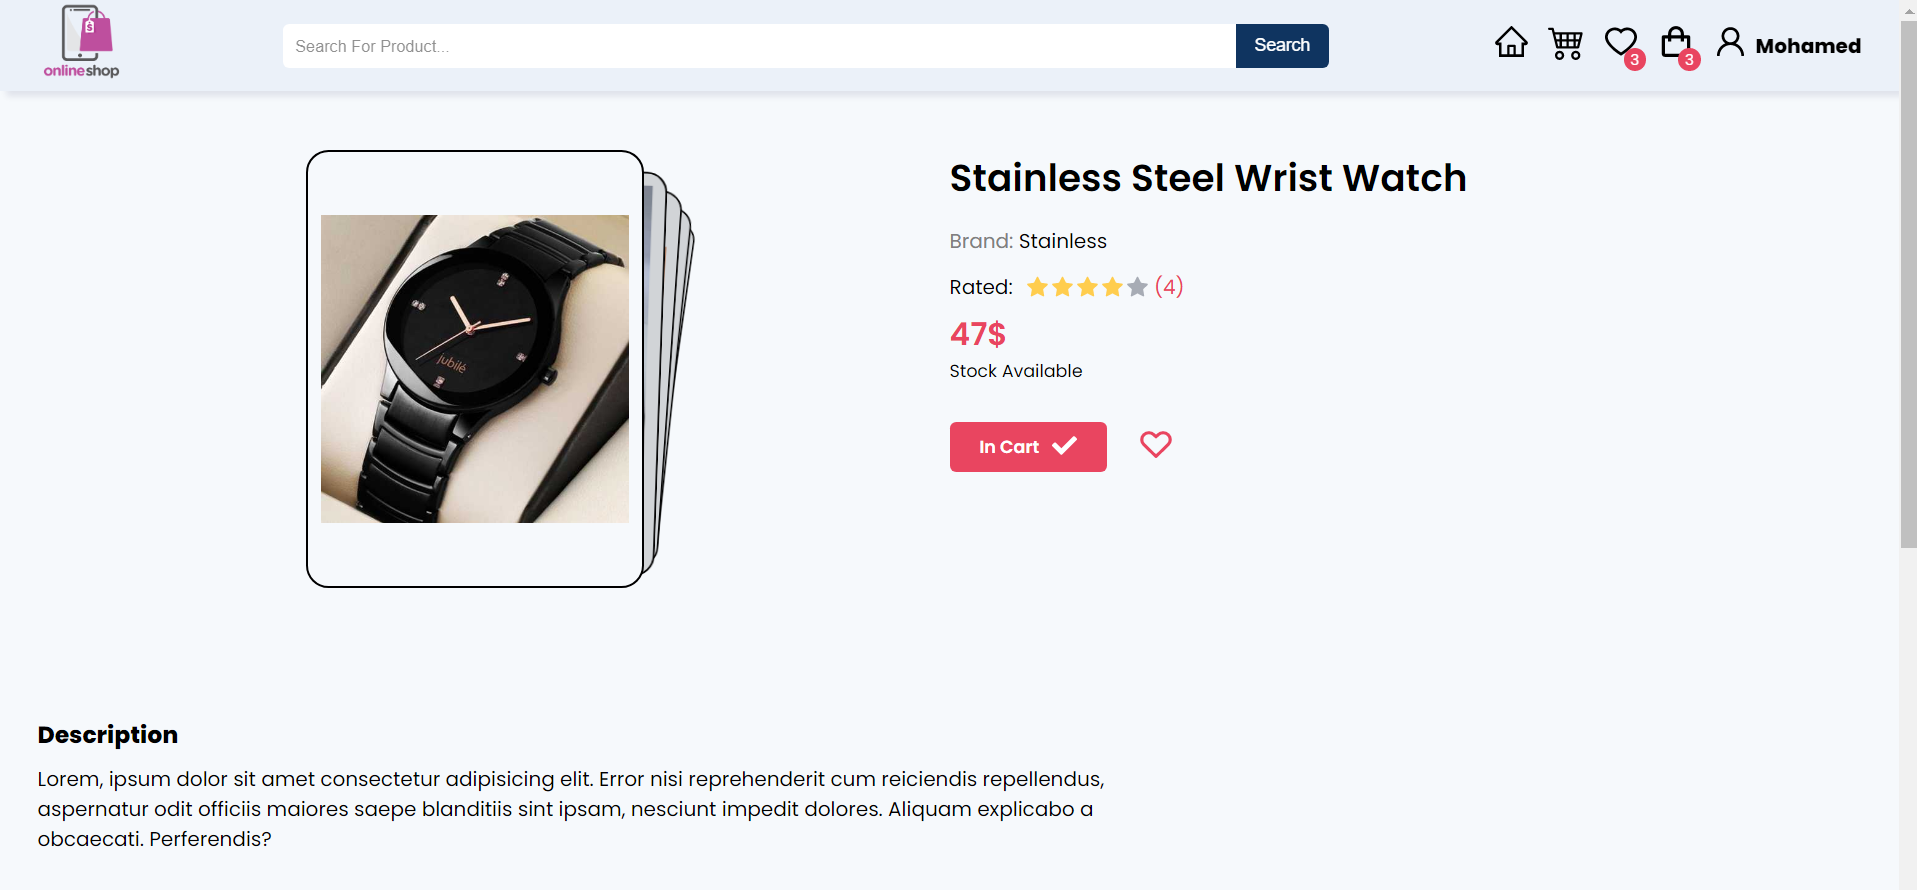 $
onlineshop
Search For Product...
Search
3
3
Mohamed
jubilé
Stainless Steel Wrist Watch
Brand: Stainless
Rated: (4)
47$
Stock Available
In Cart
Description
Lorem, ipsum dolor sit amet consectetur adipisicing elit. Error nisi reprehenderit cum reiciendis repellendus,
aspernatur odit officiis maiores saepe blanditiis sint ipsam, nesciunt impedit dolores. Aliquam explicabo a
obcaecati. Perferendis?